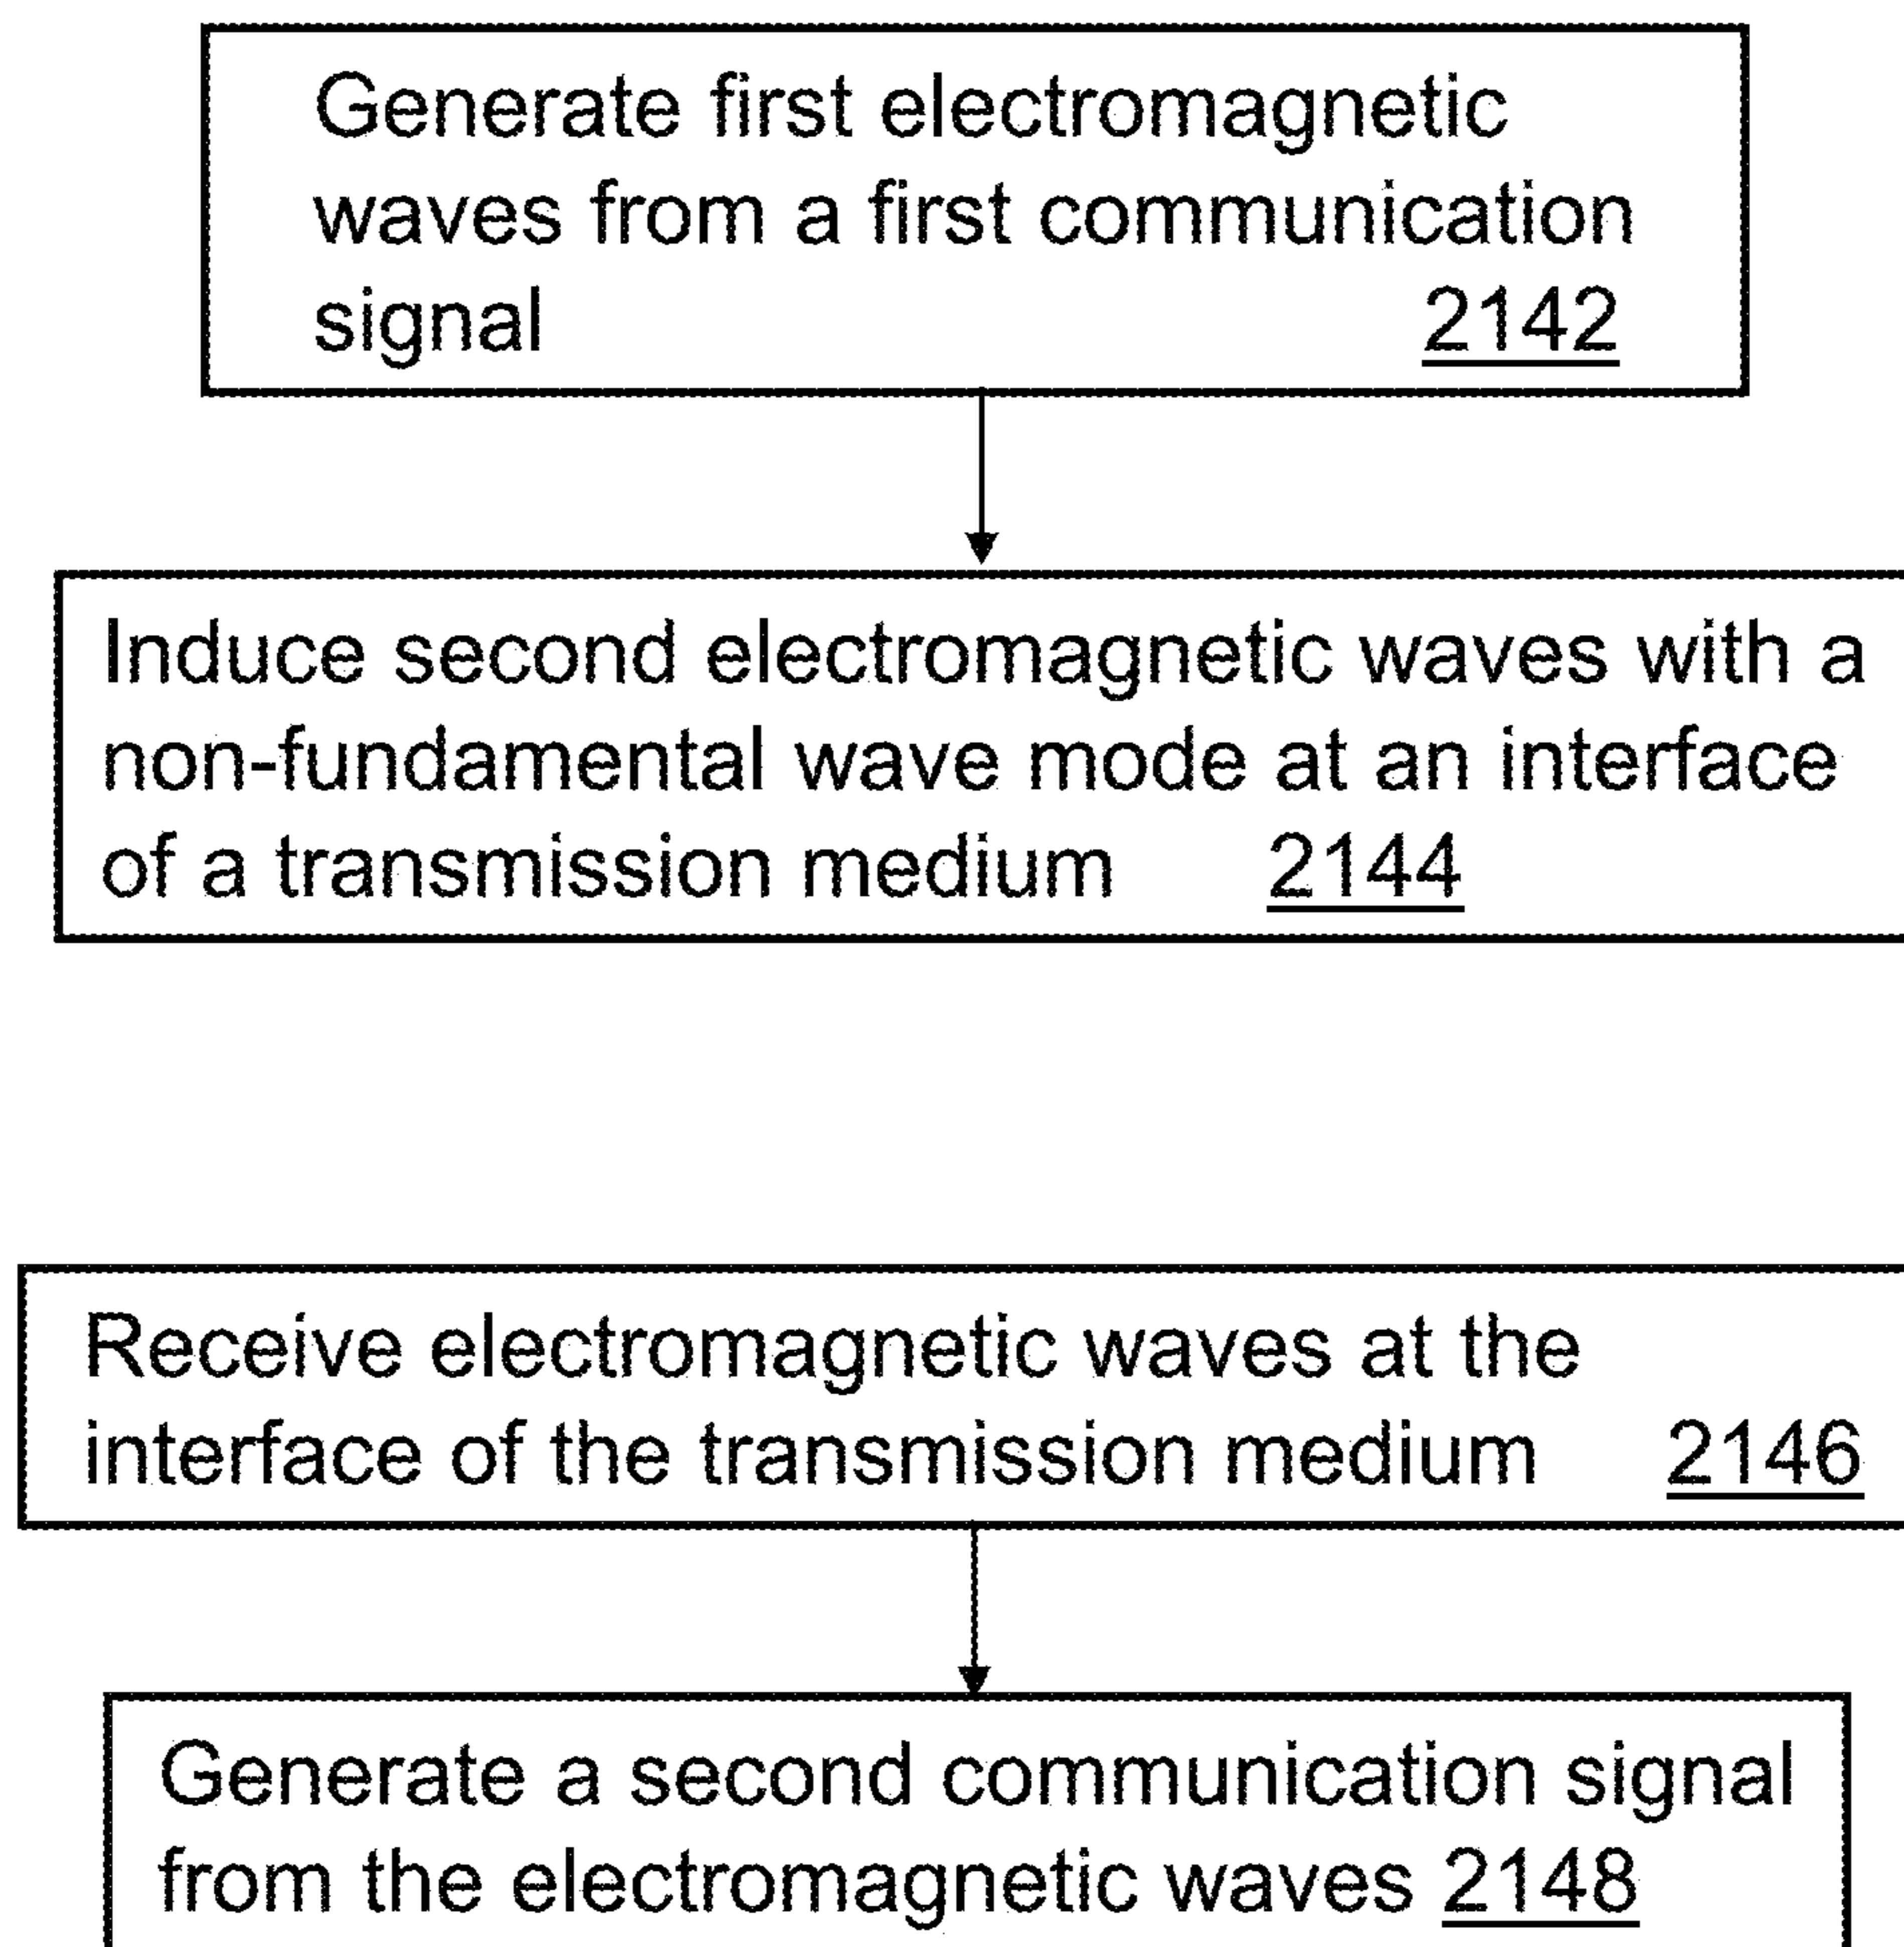 Generate first electromagnetic
waves from a first communication
signal 2142
Induce second electromagnetic waves with a
non-fundamental wave mode at an interface
of a transmission medium 2144
Receive electromagnetic waves at the
interface of the transmission medium 2146
Generate a second communication signal
from the electromagnetic waves 2148